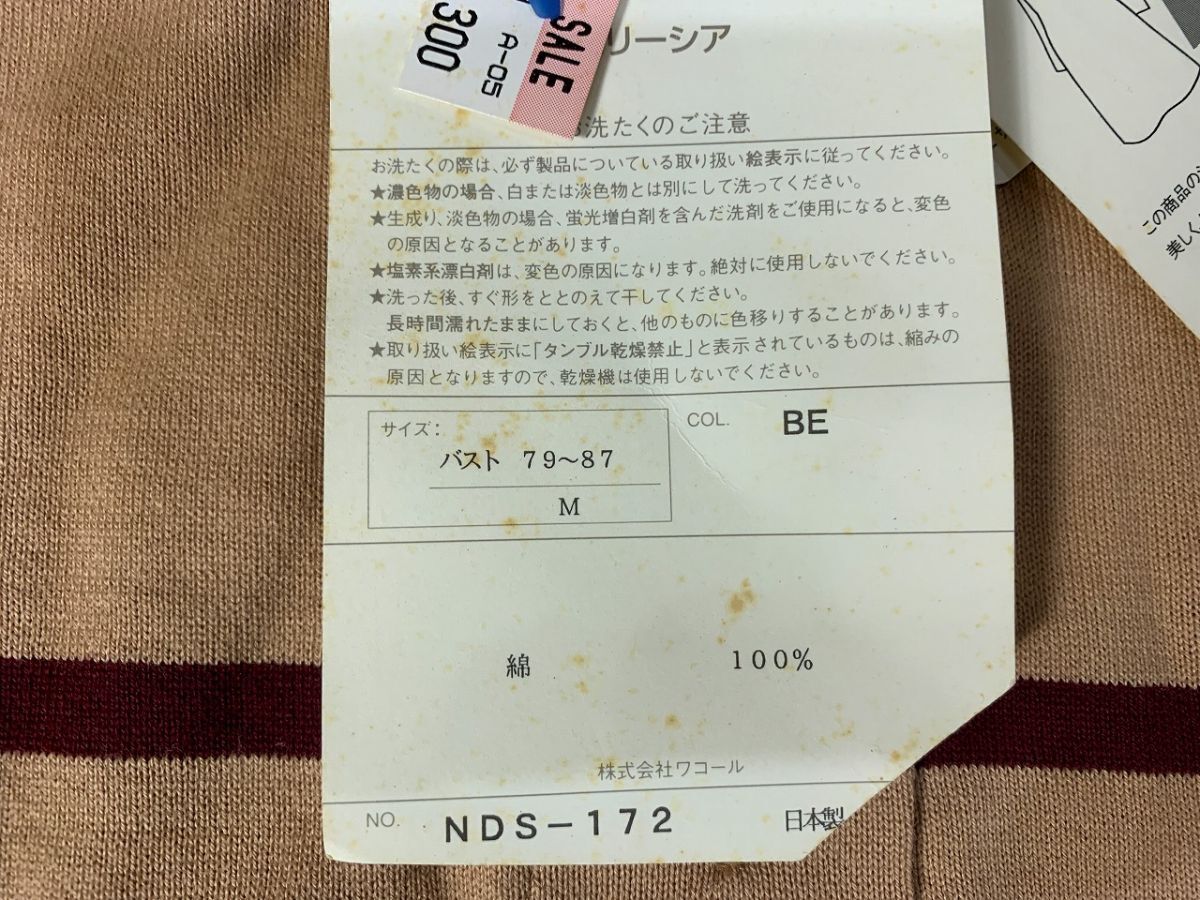 SALE
A-05
300
リーシア
お洗たくのご注意
お洗たくの際は、必ず製品についている取り扱い絵表示に従ってください。
★濃色物の場合、白または淡色物とは別にして洗ってください。
★生成り、淡色物の場合、蛍光増白剤を含んだ洗剤をご使用になると、変色
の原因となることがあります。
★塩素系漂白剤は、変色の原因になります。絶対に使用しないでください。
★洗った後、すぐ形をととのえて干してください。
長時間濡れたままにしておくと、他のものに色移りすることがあります。
★取り扱い絵表示に「タンブル乾燥禁止」と表示されているものは、縮みの
原因となりますので、乾燥機は使用しないでください。
サイズ:
バスト 79~87
M
COL. BE
綿 100%
株式会社ワコール
NO. NDS-172 日本製
この商品の
美しく